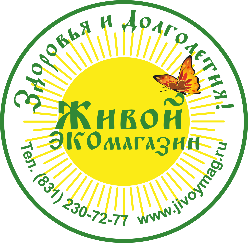 Здоровья и Долголетия!
Живой
ЭКОмагазин
Тел. (831) 230-72-77 www.jivoymag.ru